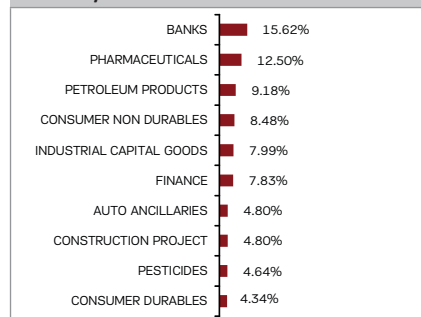 BANKS 15.62%
PHARMACEUTICALS 12.50%
PETROLEUM PRODUCTS 9.18%
CONSUMER NON DURABLES 8.48%
INDUSTRIAL CAPITAL GOODS 7.99%
FINANCE 7.83%
AUTO ANCILLARIES 4.80%
CONSTRUCTION PROJECT 4.80%
PESTICIDES 4.64%
CONSUMER DURABLES 4.34%